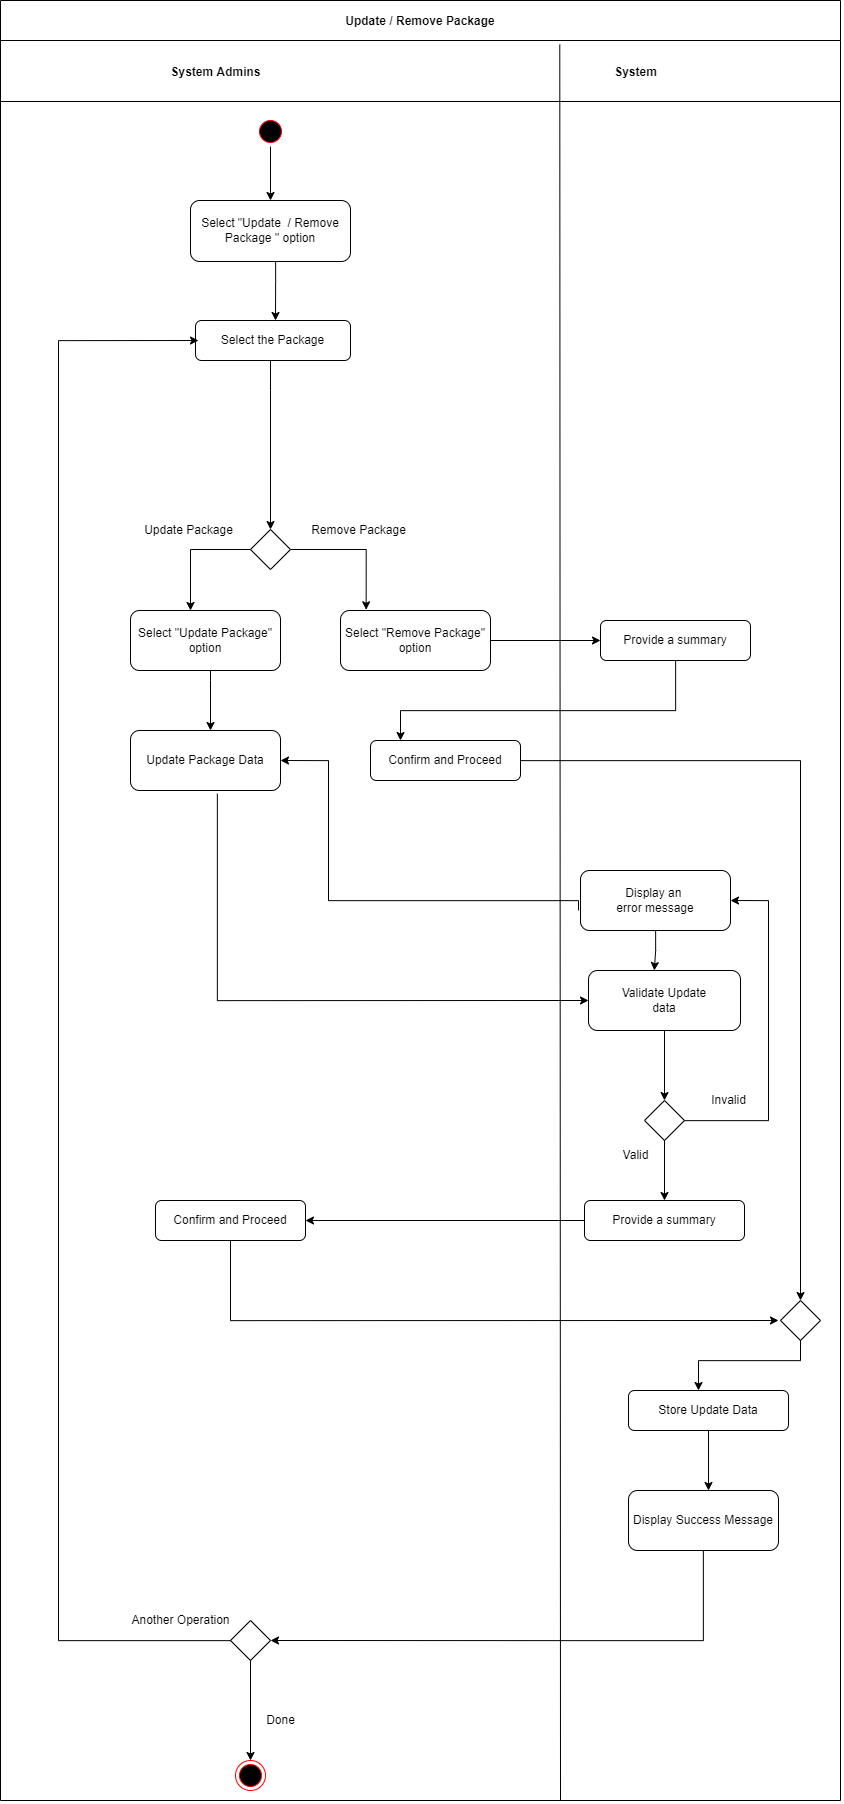 Update / Remove Package
System Admins
System
Select "Update  / Remove
Package " option
Select the Package
Update Package
Remove Package
Select "Update Package"
option
Select "Remove Package"
option
Provide a summary
Update Package Data
Confirm and Proceed
Display an
error message
Validate Update
data
Invalid
Valid
Confirm and Proceed
Provide a summary
Store Update Data
Display Success Message
Another Operation
Done